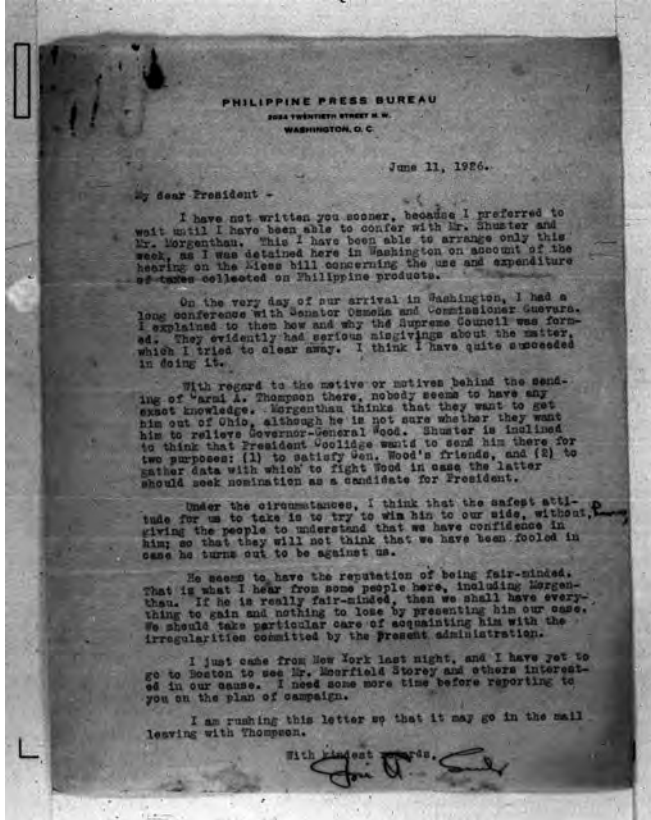 PHILIPPINE PRESS BUREAU
2034 TWENTIETH STREET N. W.
WASHINGTON, D. C.
June 11, 1926.
My dear President -
I have not written you sooner, because I preferred to
wait until I have been able to confer with Mr. Shuster and
Mr. Morgenthau. This I have been able to arrange only this
week, as I was detained here in Washington on account of the
hearing on the Kiess bill concerning the use and expenditure
of taxes collected on Philippine products.
On the very day of our arrival in Washington, I had a
long conference with Senator Osmeña and Commissioner Guevara.
I explained to them how and why the Supreme Council was form-
ed. They evidently had serious misgivings about the matter,
which I tried to clear away. I think I have quite succeeded
in doing it.
With regard to the motive or motives behind the send-
ing of Carmi A. Thompson there, nobody seems to have any
exact knowledge. Morgenthau thinks that they want to get
him out of Ohio, although he is not sure whether they want
him to relieve Governor-General Wood. Shuster is inclined
to think that President Coolidge wants to send him there for
two purposes: (1) to satisfy Gen. Wood's friends, and (2) to
gather data with which to fight Wood in case the latter
should seek nomination as a candidate for President.
Under the circumstances, I think that the safest atti-
tude for us to take is to try to win him to our side, without,
giving the people to understand that we have confidence in
him; so that they will not think that we have been fooled in
case he turns out to be against us.
He seems to have the reputation of being fair-minded.
That is what I hear from some people here, including Morgen-
thau. If he is really fair-minded, then we shall have every-
thing to gain and nothing to lose by presenting him our case.
We should take particular care of acquainting him with the
irregularities committed by the present administration.
I just came from New York last night, and I have yet to
go to Boston to see Mr. Moorfield Storey and others interest-
ed in our cause. I need some more time before reporting to
you on the plan of campaign.
I am rushing this letter so that it may go in the mail
leaving with Thompson.
With kindest regards,